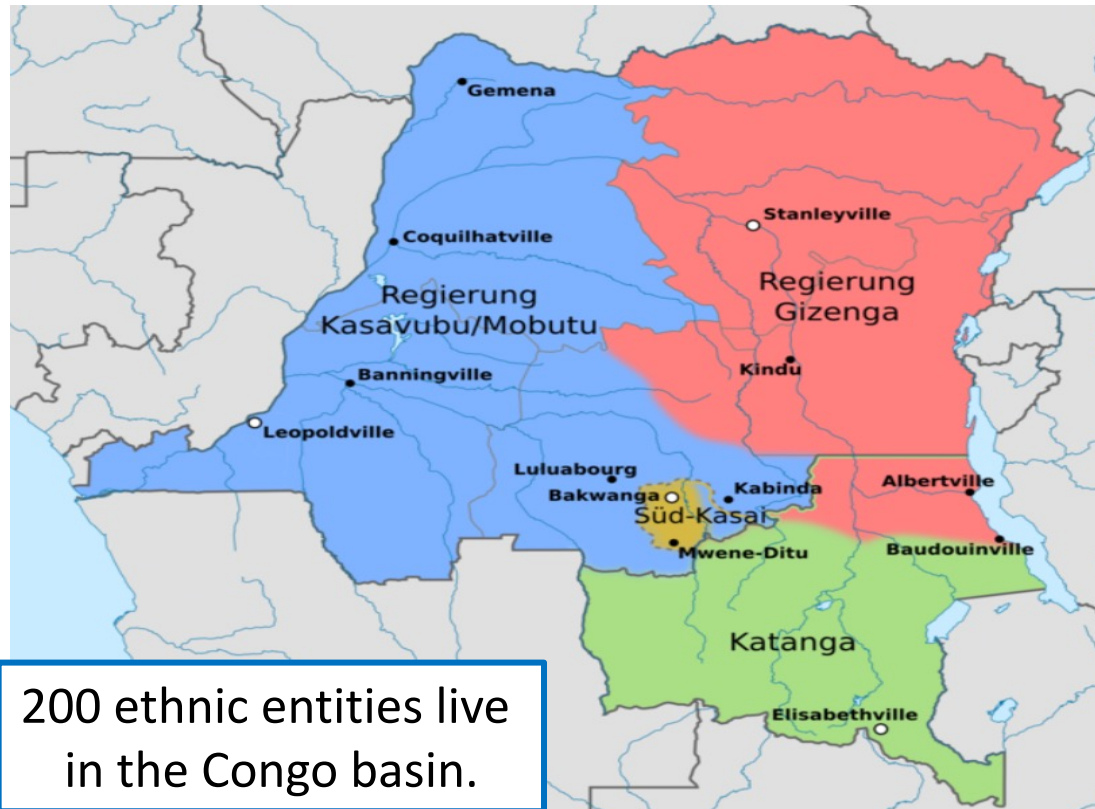 Gemena
Stanleyville
Coquilhatville
Regierung
Gizenga
Regierung
Kasavubu/Mobutu
Kindu
Banningville
Leopoldville
Luluabourg
Bakwanga
Kabinda
Albertville
Süd-Kasai
Mwene-Ditu
Baudouinville
Katanga
Elisabethville
200 ethnic entities live
in the Congo basin.